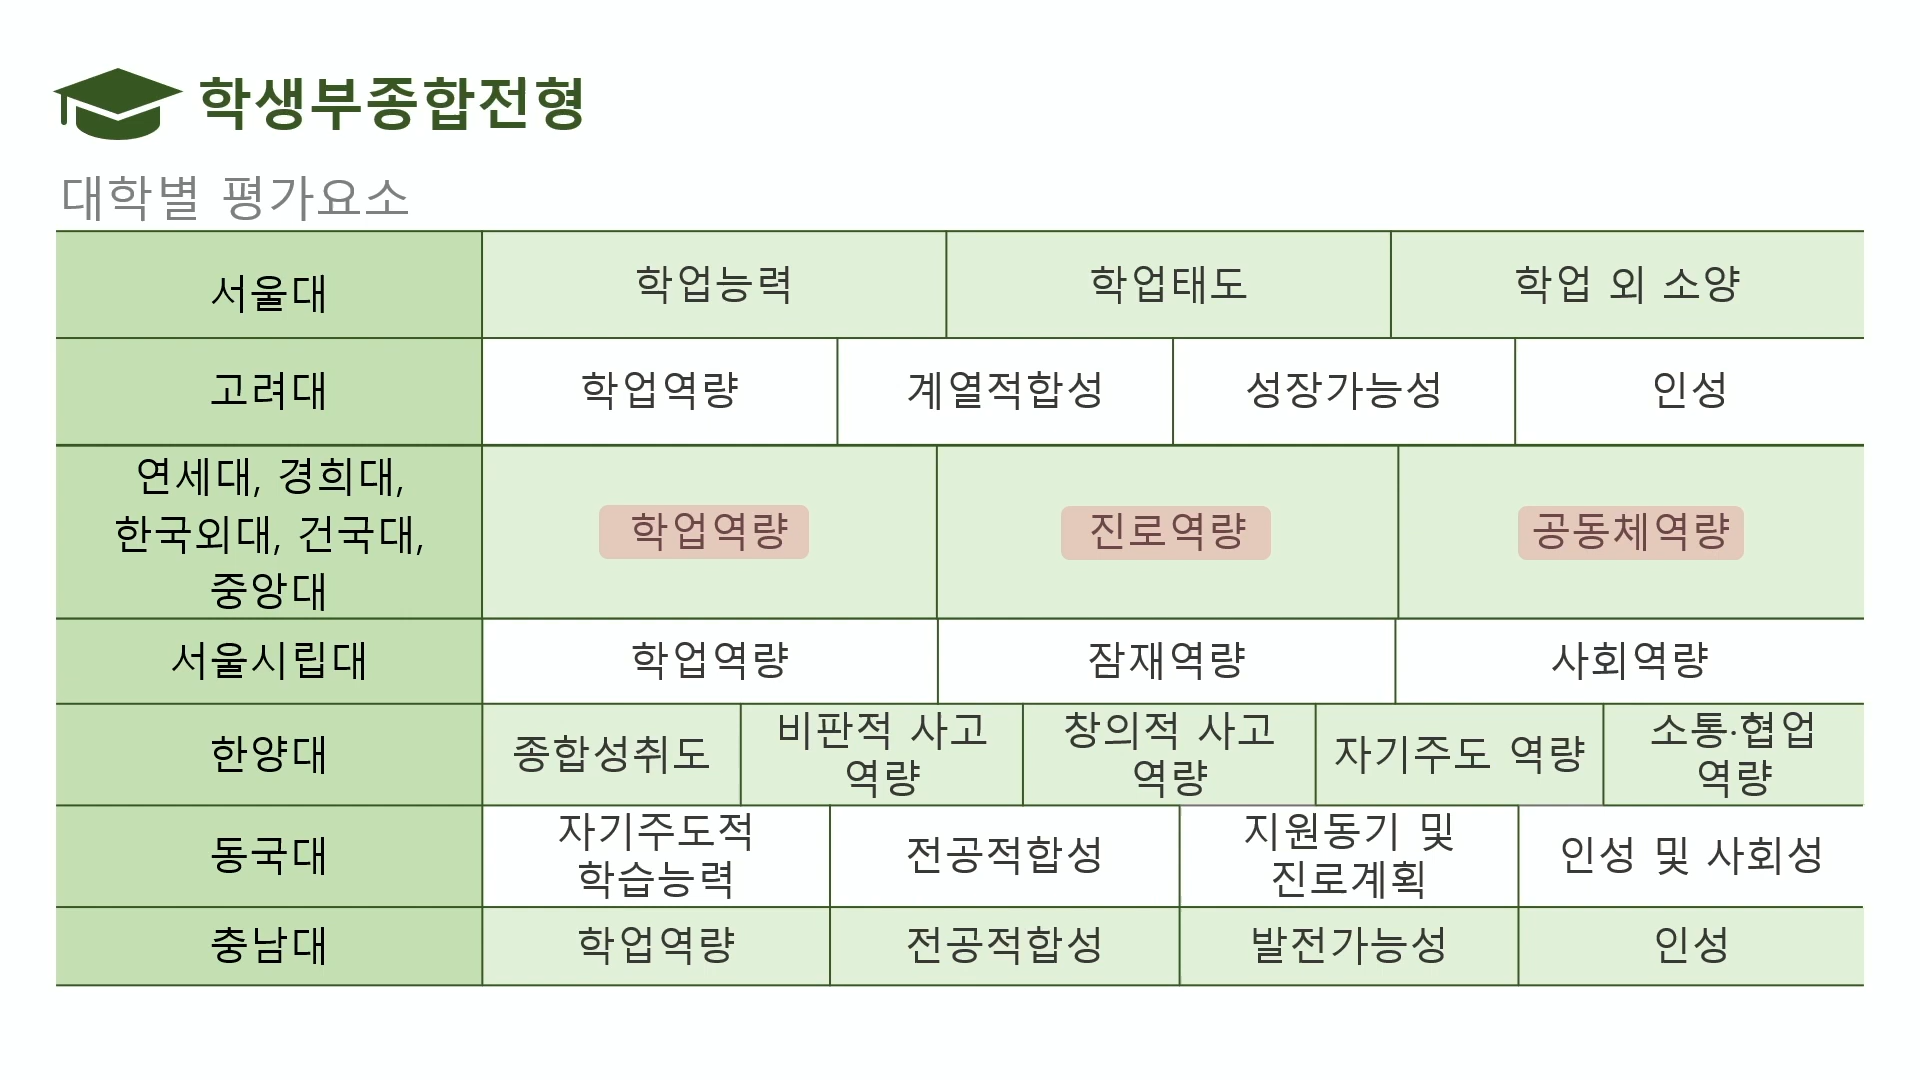 학생부종합전형
대학별 평가요소
서울대 학업능력 학업태도 학업 외 소양
고려대 학업역량 계열적합성 성장가능성 인성
연세대, 경희대,
한국외대, 건국대,
중앙대
학업역량 진로역량 공동체역량
서울시립대 학업역량 잠재역량 사회역량
한양대
종합성취도
비판적 사고
역량
창의적 사고
역량
자기주도 역량
소통·협업
역량
동국대
자기주도적
학습능력
전공적합성
지원동기 및
진로계획
인성 및 사회성
충남대 학업역량 전공적합성 발전가능성 인성